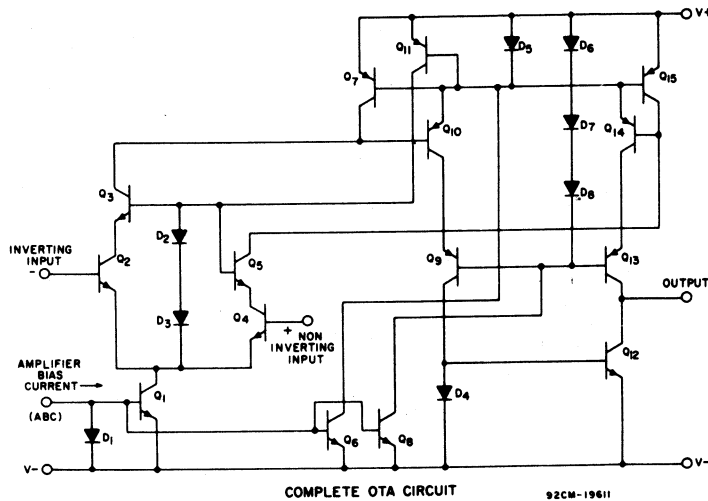 V+
Q11
D5
D6
Q7
Q15
Q10
D7
Q14
Q3
D2
D8
INVERTING
INPUT
-
Q2
Q5
Q9
Q13
D3
Q4
+
NON
INVERTING
INPUT
OUTPUT
AMPLIFIER
BIAS
CURRENT →
(ABC)
Q1
Q12
D4
D1
Q6
Q8
V-
V-
COMPLETE OTA CIRCUIT
92CM-19611